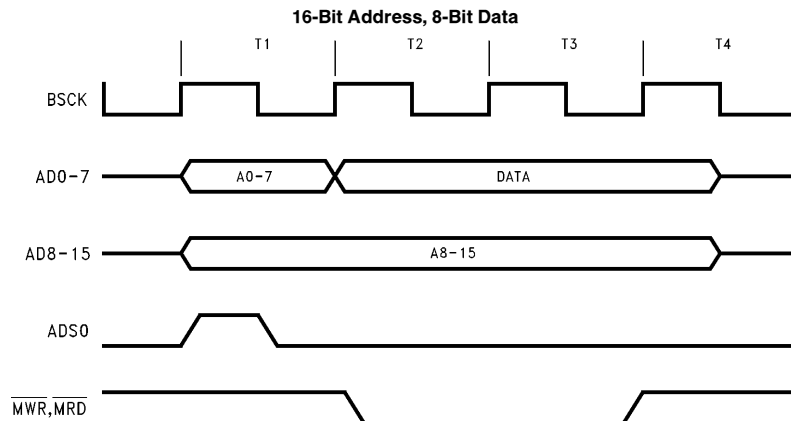 16-Bit Address, 8-Bit Data
T1 T2 T3 T4
BSCK
AD0-7 A0-7 DATA
AD8-15 A8-15
ADS0
MWR,MRD